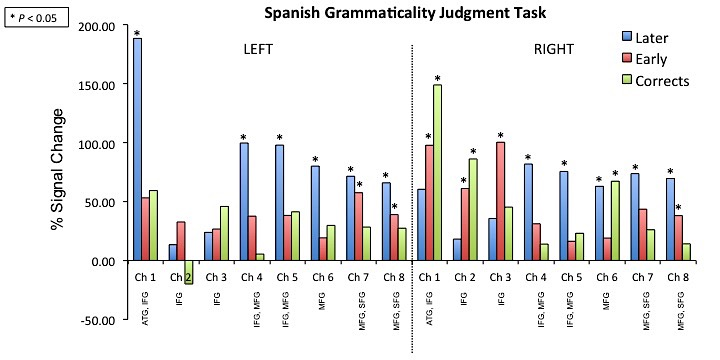 Spanish Grammaticality Judgment Task
* P < 0.05
LEFT
RIGHT
Later
Early
Corrects
% Signal Change
200.00
150.00
100.00
50.00
0.00
-50.00
* * * * * * * * *
* * * * * * * * * * * * *
Ch 1 Ch 2 Ch 3 Ch 4 Ch 5 Ch 6 Ch 7 Ch 8 Ch 1 Ch 2 Ch 3 Ch 4 Ch 5 Ch 6 Ch 7 Ch 8
ATG, IFG
IFG
IFG
IFG, MFG
IFG, MFG
MFG
MFG, SFG
MFG, SFG
ATG, IFG
IFG
IFG
IFG, MFG
IFG, MFG
MFG
MFG, SFG
MFG, SFG